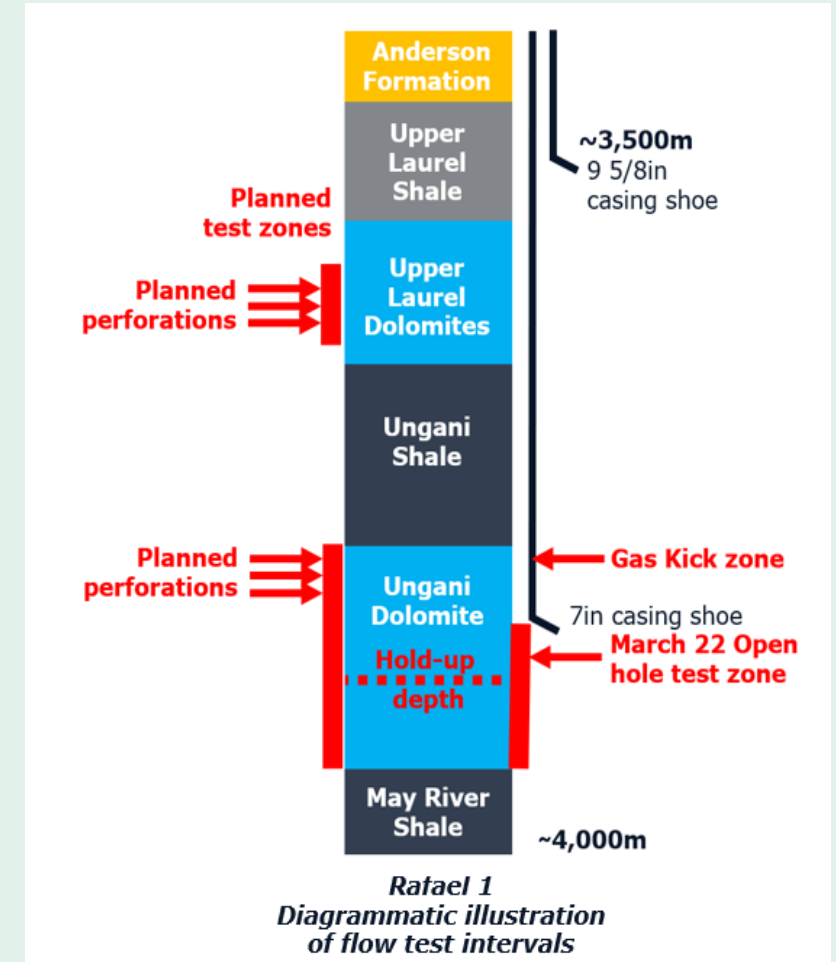 Anderson
Formation
Upper
Laurel
Shale
~3,500m
9 5/8in
casing shoe
Planned
test zones
Planned
perforations
Upper
Laurel
Dolomites
Ungani
Shale
Planned
perforations
Ungani
Dolomite
Gas Kick zone
7in casing shoe
March 22 Open
hole test zone
Hold-up
depth
May River
Shale
~4,000m
Rafael 1
Diagrammatic illustration
of flow test intervals